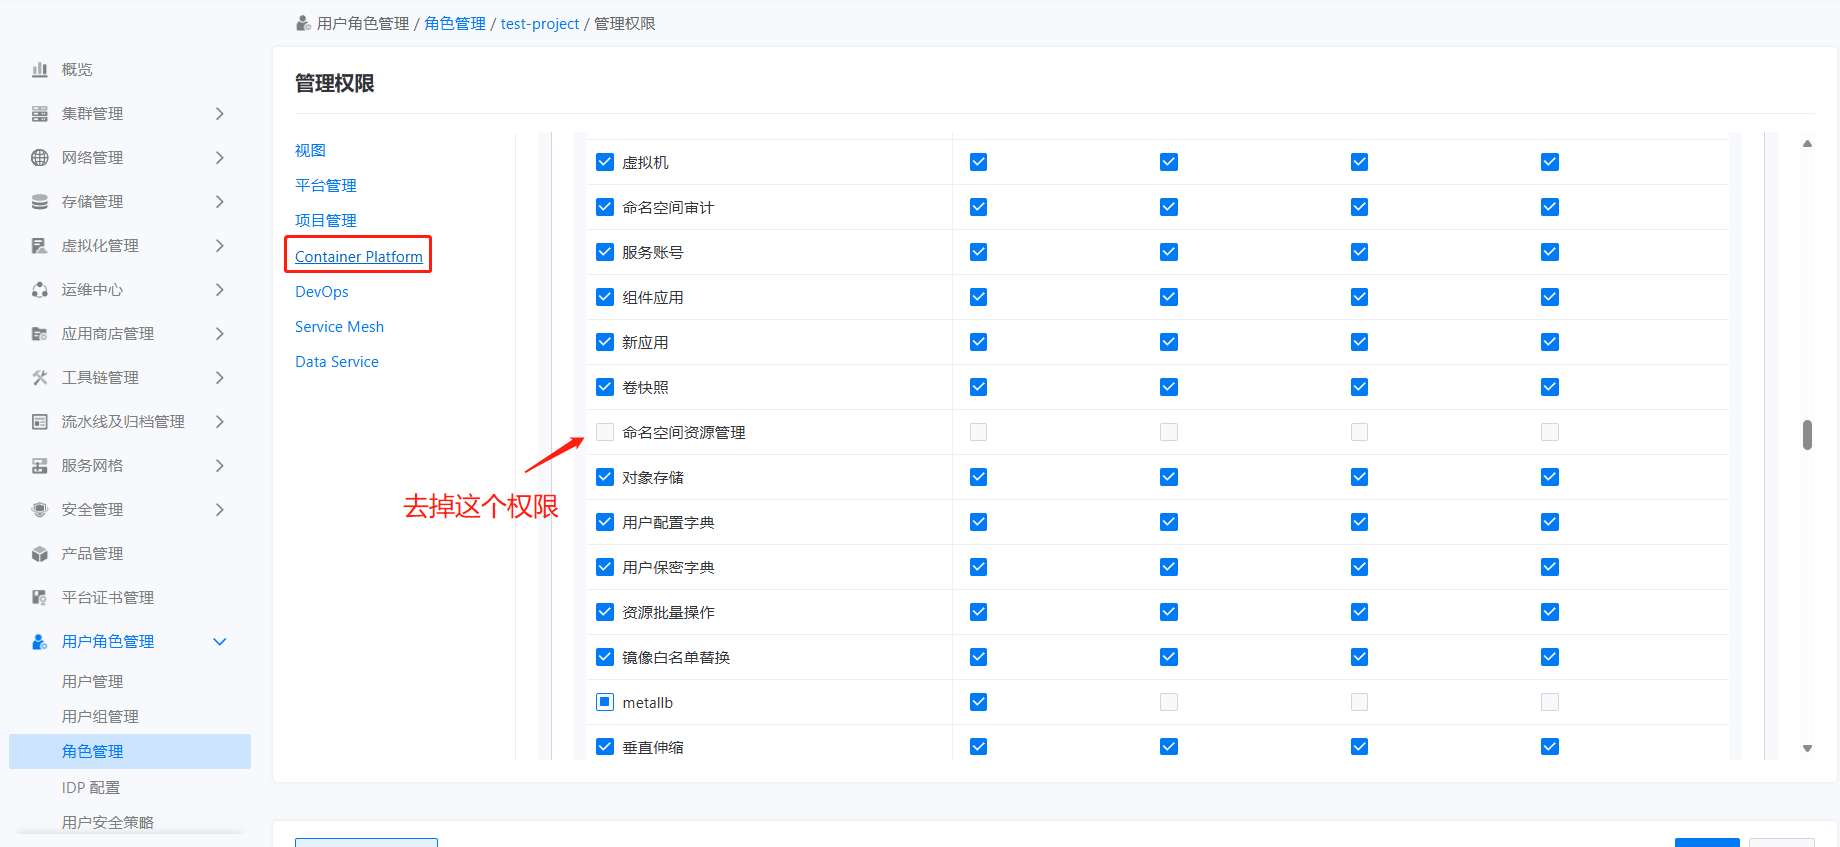 用户角色管理 / 角色管理 / test-project / 管理权限
概览
集群管理
网络管理
存储管理
虚拟化管理
运维中心
应用商店管理
工具链管理
流水线及归档管理
服务网格
安全管理
产品管理
平台证书管理
用户角色管理
用户管理
用户组管理
角色管理
IDP 配置
用户安全策略
管理权限
视图
平台管理
项目管理
Container Platform
DevOps
Service Mesh
Data Service
虚拟机
命名空间审计
服务账号
组件应用
新应用
卷快照
命名空间资源管理
对象存储
用户配置字典
用户保密字典
资源批量操作
镜像白名单替换
metallb
垂直伸缩
去掉这个权限